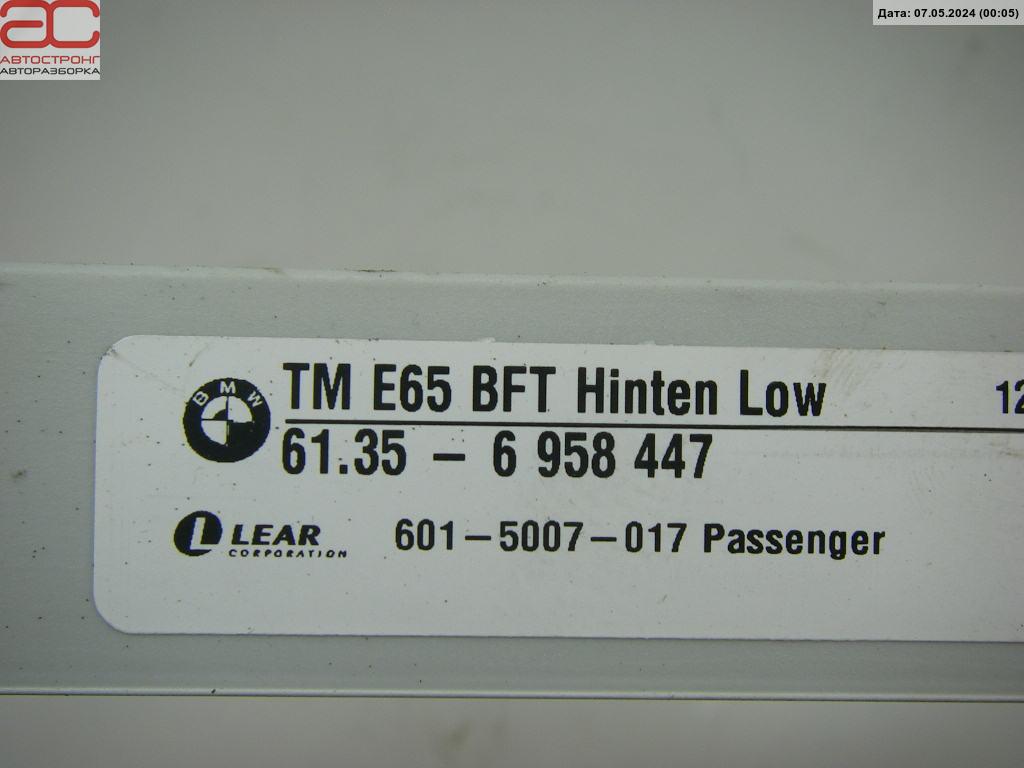 Дата: 07.05.2024 (00:05)
АВТОСТРОНГ
АВТОРАЗБОРКА
BMW
TM E65 BFT Hinten Low 12
61.35 – 6 958 447
LEAR
CORPORATION
601–5007–017 Passenger